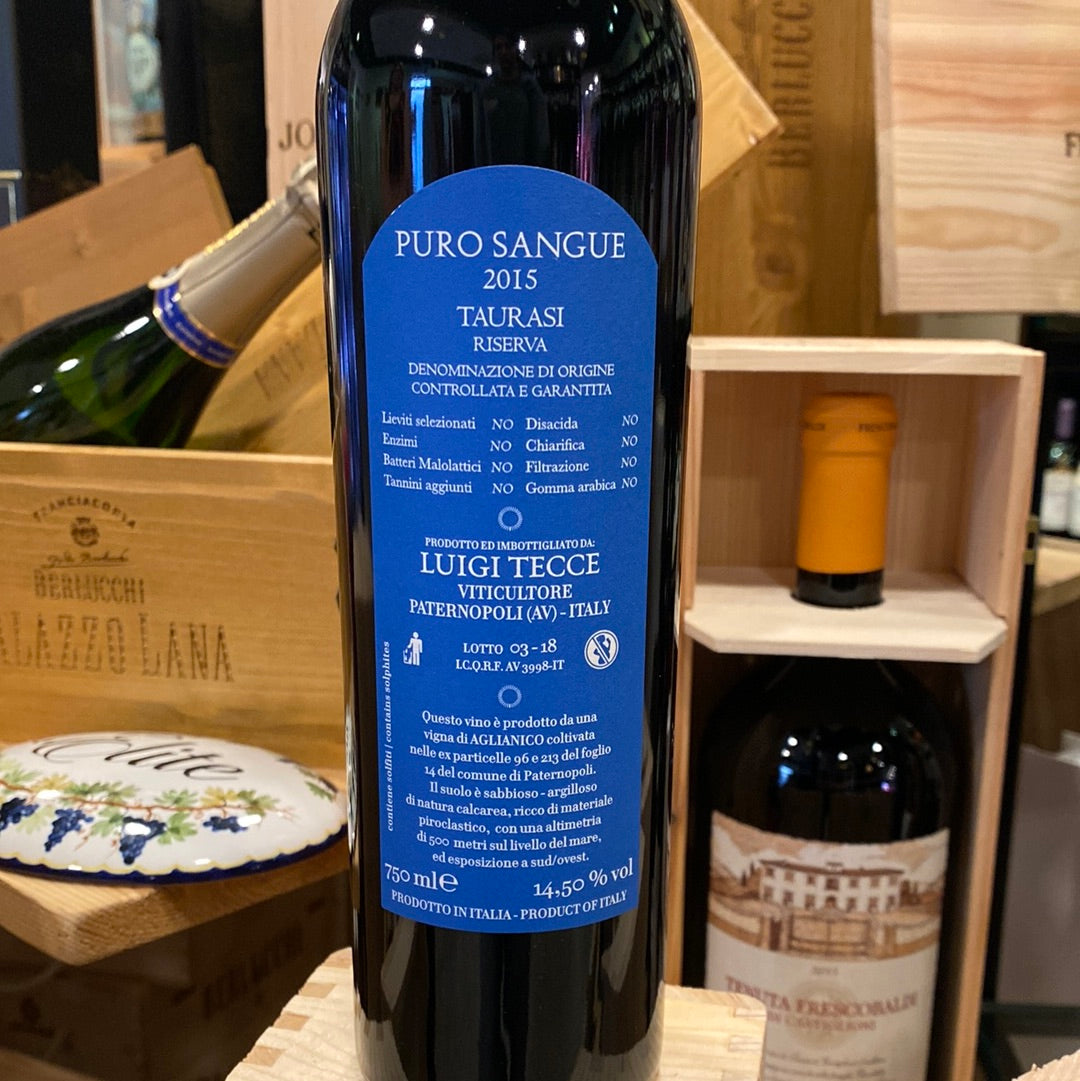 PURO SANGUE
2015
TAURASI
RISERVA
DENOMINAZIONE DI ORIGINE
CONTROLLATA E GARANTITA
Lieviti selezionati NO Disacida NO
Enzimi NO Chiarifica NO
Batteri Malolattici NO Filtrazione NO
Tannini aggiunti NO Gomma arabica NO
PRODOTTO ED IMBOTTIGLIATO DA:
LUIGI TECCE
VITICULTORE
PATERNOPOLI (AV) - ITALY
LOTTO 03-18
I.C.Q.R.F. AV 3998-IT
contiene solfiti | contains solphites
Questo vino è prodotto da una
vigna di AGLIANICO coltivata
nelle ex particelle 96 e 213 del foglio
14 del comune di Paternopoli.
Il suolo è sabbioso - argilloso
di natura calcarea, ricco di materiale
piroclastico, con una altimetria
di 500 metri sul livello del mare,
ed esposizione a sud/ovest.
750 ml e 14,50 % vol
PRODOTTO IN ITALIA - PRODUCT OF ITALY
JO
BERLUCC
FRANCIACORTA
BERLUCCHI
ALAZZO LANA
Elite
TENUTA FRESCOBALDI